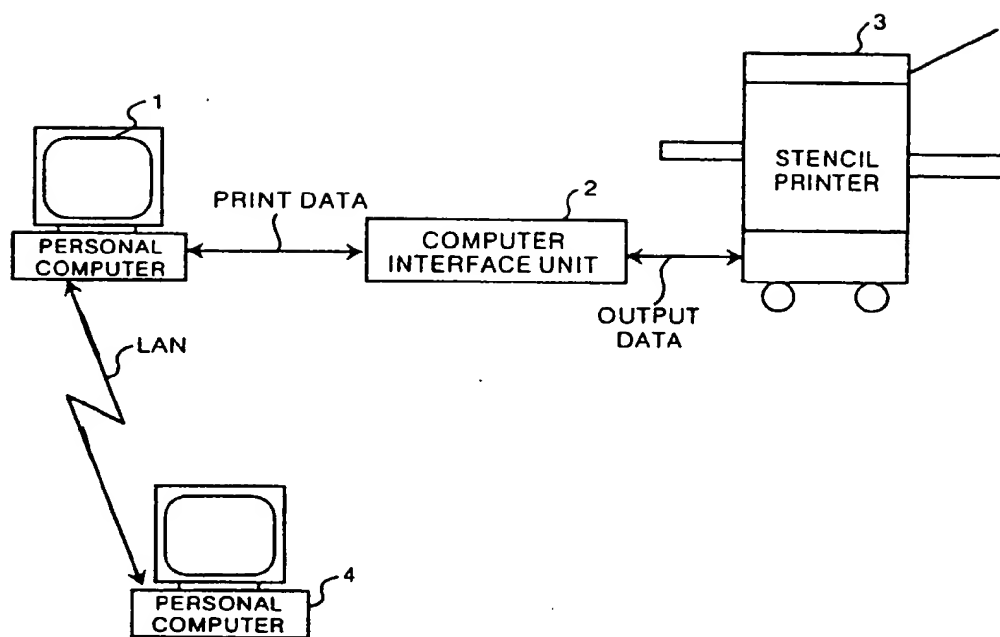 3
1
STENCIL
PRINTER
PRINT DATA
2
PERSONAL
COMPUTER
COMPUTER
INTERFACE UNIT
OUTPUT
DATA
LAN
4
PERSONAL
COMPUTER